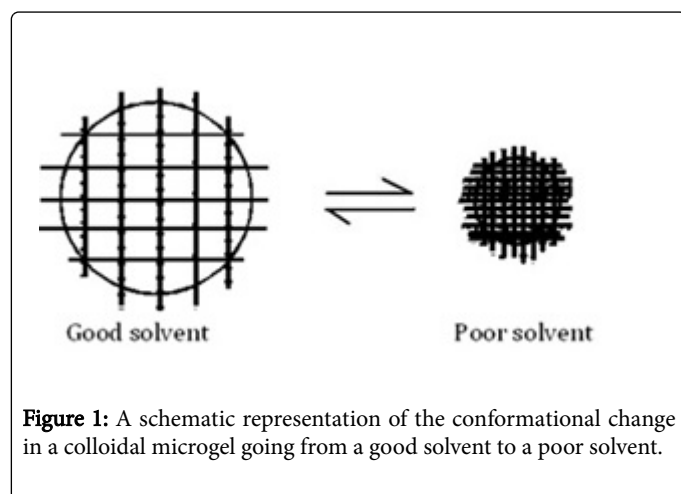 Good solvent
Poor solvent
Figure 1: A schematic representation of the conformational change
in a colloidal microgel going from a good solvent to a poor solvent.